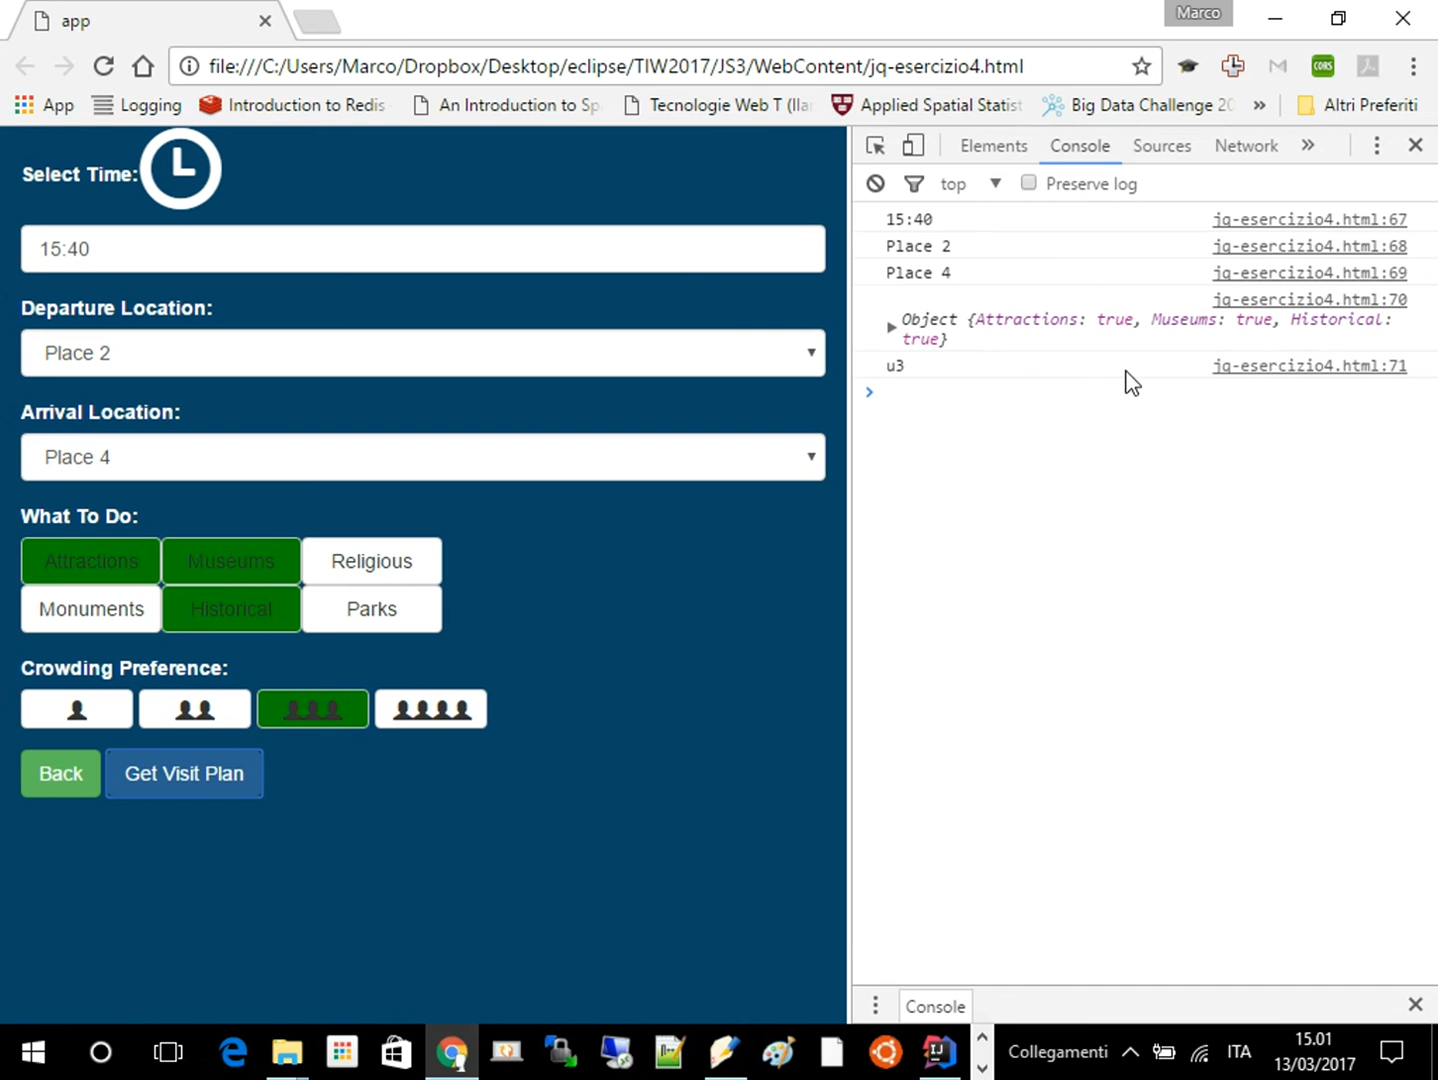 app
Marco
file:///C:/Users/Marco/Dropbox/Desktop/eclipse/TIW2017/JS3/WebContent/jq-esercizio4.html
CORS
App
Logging
Introduction to Redis
An Introduction to Sp
Tecnologie Web T (Ila
Applied Spatial Statist
Big Data Challenge 20
»
Altri Preferiti
Select Time:
15:40
Departure Location:
Place 2
Arrival Location:
Place 4
What To Do:
Attractions Museums Religious
Monuments Historical Parks
Crowding Preference:
Back Get Visit Plan
Elements Console Sources Network »
top Preserve log
15:40 jq-esercizio4.html:67
Place 2 jq-esercizio4.html:68
Place 4 jq-esercizio4.html:69
jq-esercizio4.html:70
Object {Attractions: true, Museums: true, Historical:
true}
u3 jq-esercizio4.html:71
Console
Collegamenti
ITA
15.01
13/03/2017